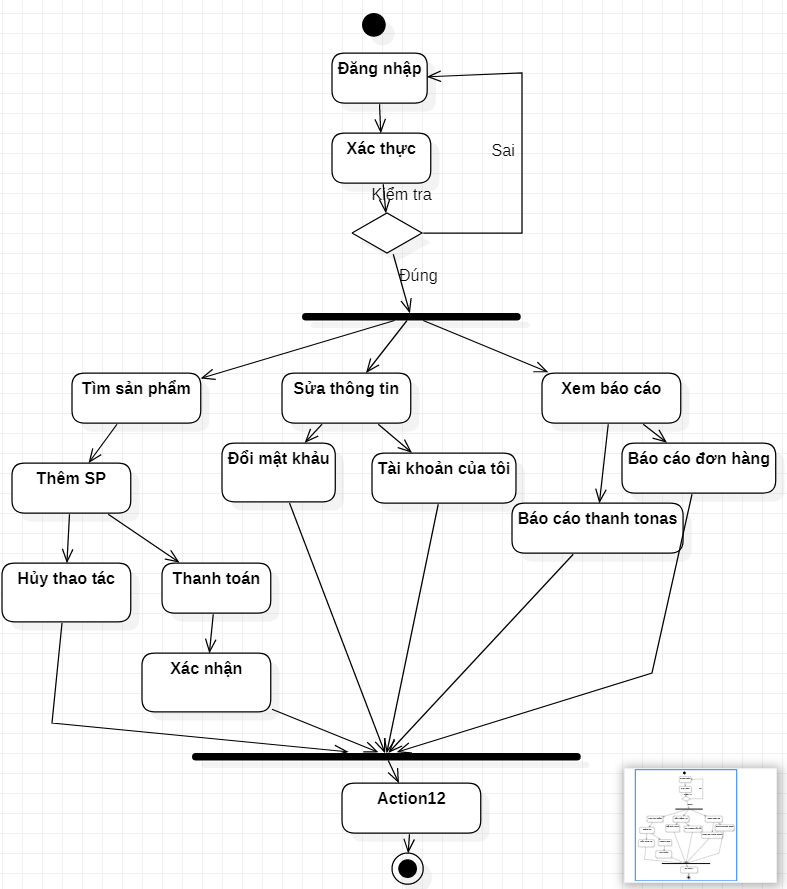 Đăng nhập
Xác thực
Sai
Kiểm tra
Đúng
Tìm sản phẩm
Sửa thông tin
Xem báo cáo
Đổi mật khảu
Tài khoản của tôi
Báo cáo đơn hàng
Thêm SP
Báo cáo thanh tonas
Hủy thao tác
Thanh toán
Xác nhận
Action12